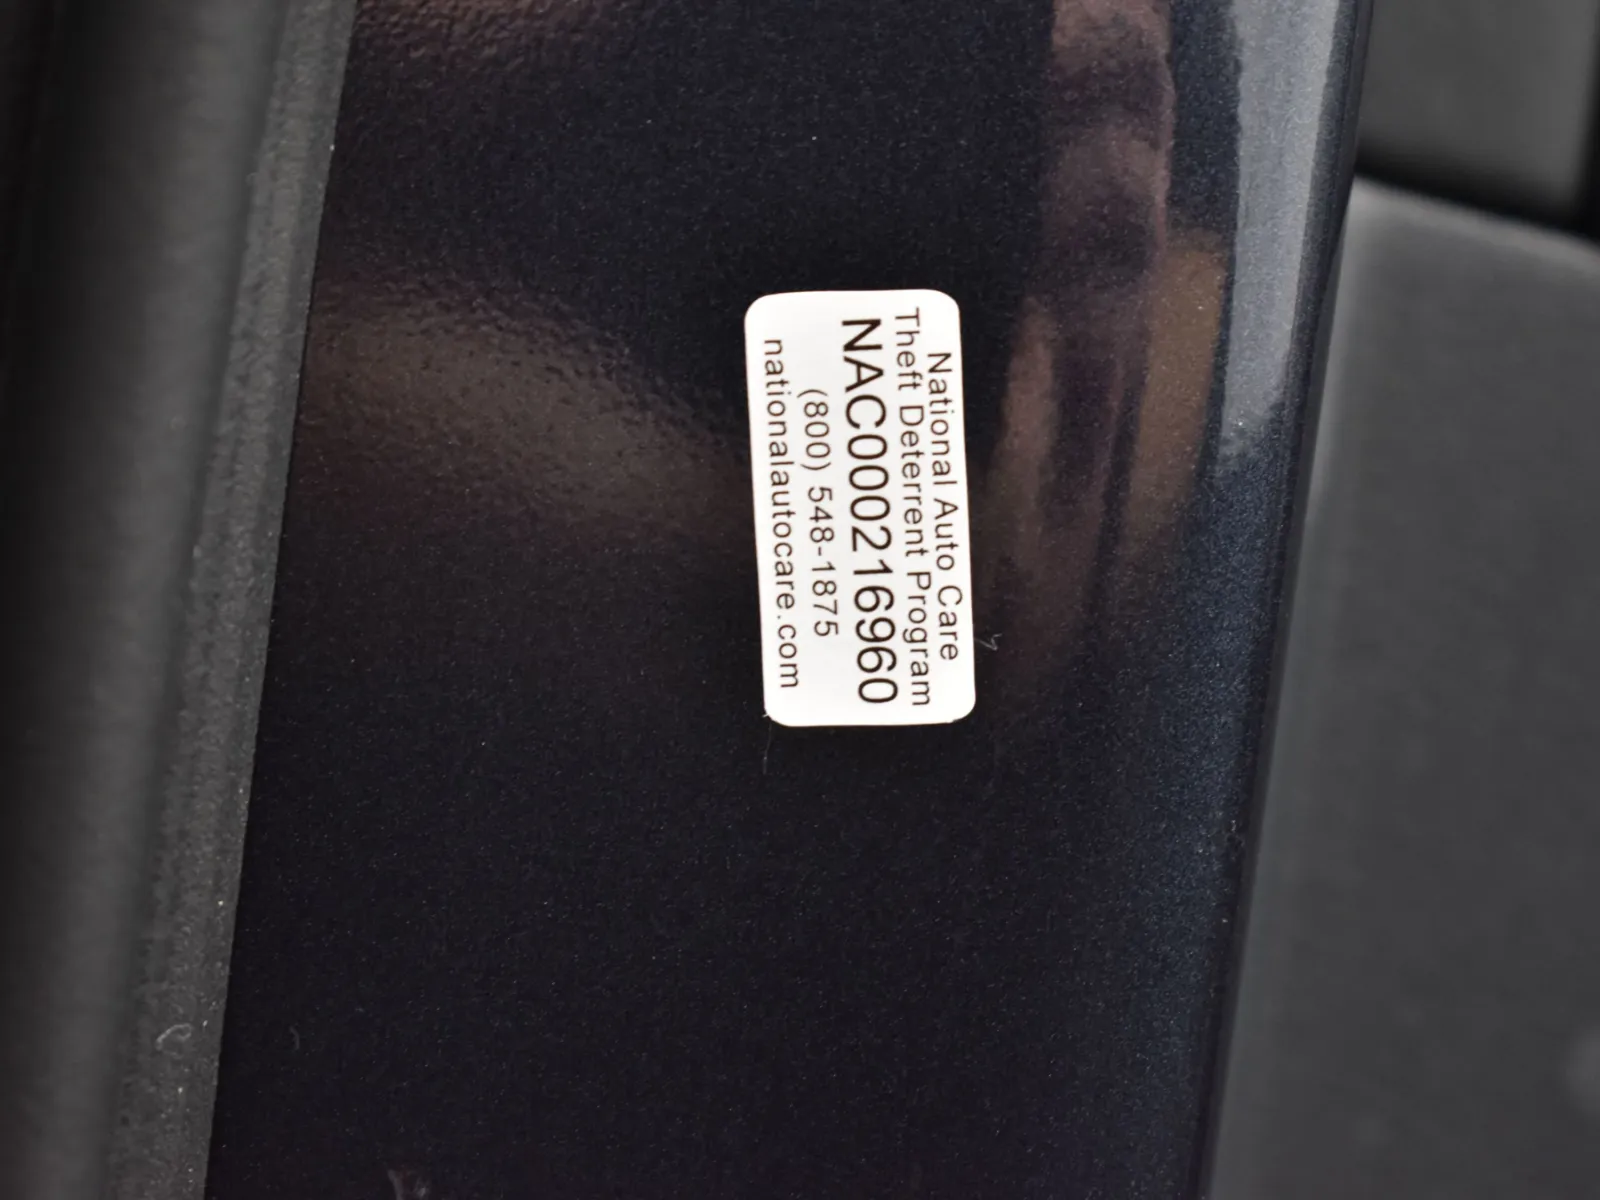 National Auto Care
Theft Deterrent Program
NAC000216960
(800) 548-1875
nationalautocare.com